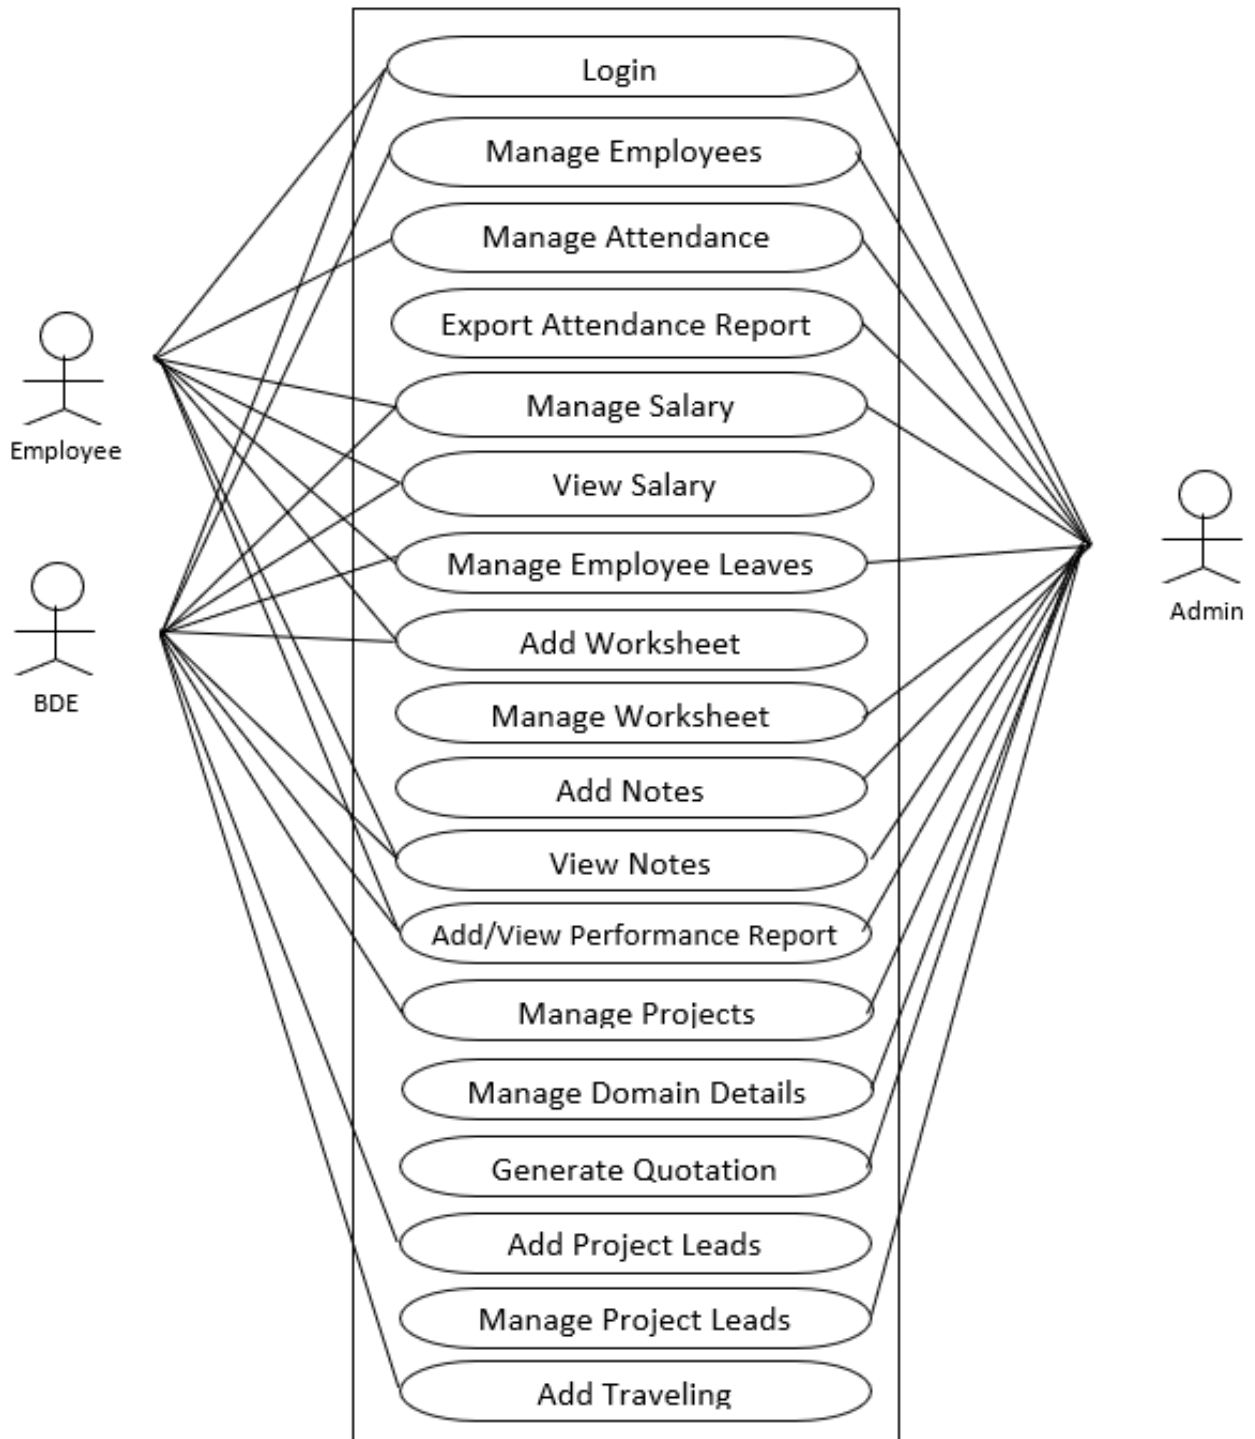 Login
Manage Employees
Manage Attendance
Export Attendance Report
Manage Salary
View Salary
Manage Employee Leaves
Add Worksheet
Manage Worksheet
Add Notes
View Notes
Add/View Performance Report
Manage Projects
Manage Domain Details
Generate Quotation
Add Project Leads
Manage Project Leads
Add Traveling
Employee
BDE
Admin